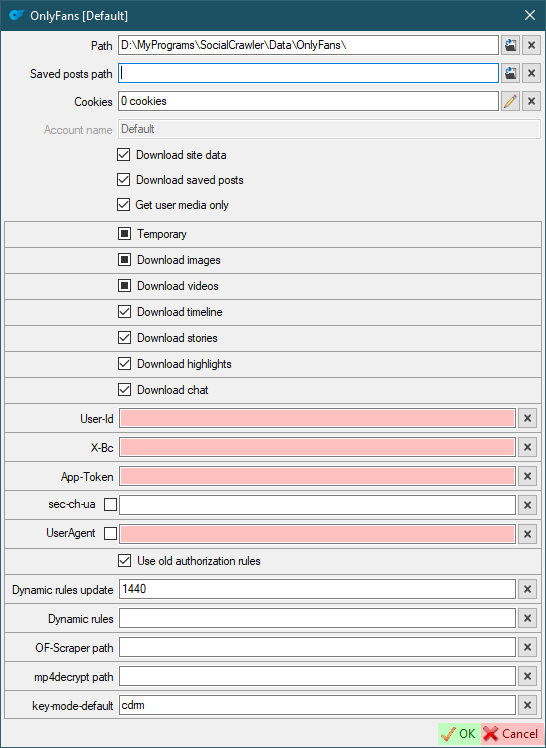 OnlyFans [Default]
Path D:\MyPrograms\SocialCrawler\Data\OnlyFans\
Saved posts path
Cookies 0 cookies
Account name Default
Download site data
Download saved posts
Get user media only
Temporary
Download images
Download videos
Download timeline
Download stories
Download highlights
Download chat
User-Id
X-Bc
App-Token
sec-ch-ua
UserAgent
Use old authorization rules
Dynamic rules update 1440
Dynamic rules
OF-Scraper path
mp4decrypt path
key-mode-default cdrm
OK Cancel